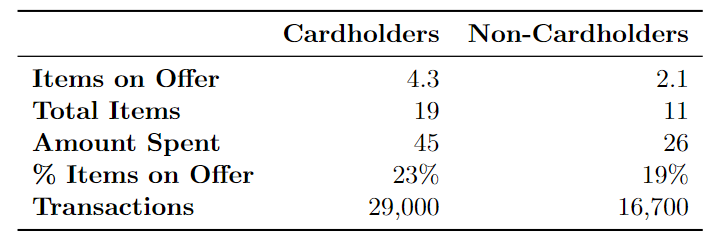 Cardholders Non-Cardholders
Items on Offer 4.3 2.1
Total Items 19 11
Amount Spent 45 26
% Items on Offer 23% 19%
Transactions 29,000 16,700